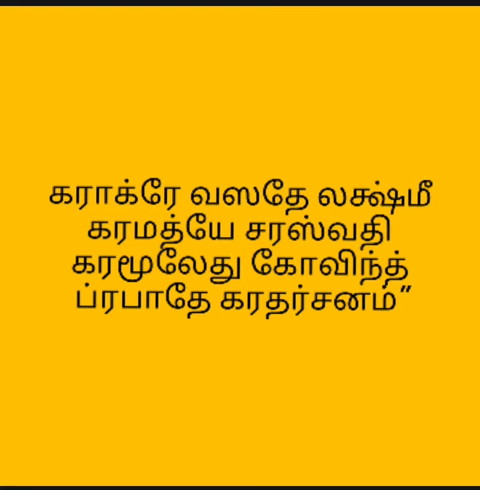 கராக்ரே வஸதே லக்ஷ்மீ
கரமத்யே சரஸ்வதி
கரமூலேது கோவிந்த்
ப்ரபாதே கரதர்சனம்”